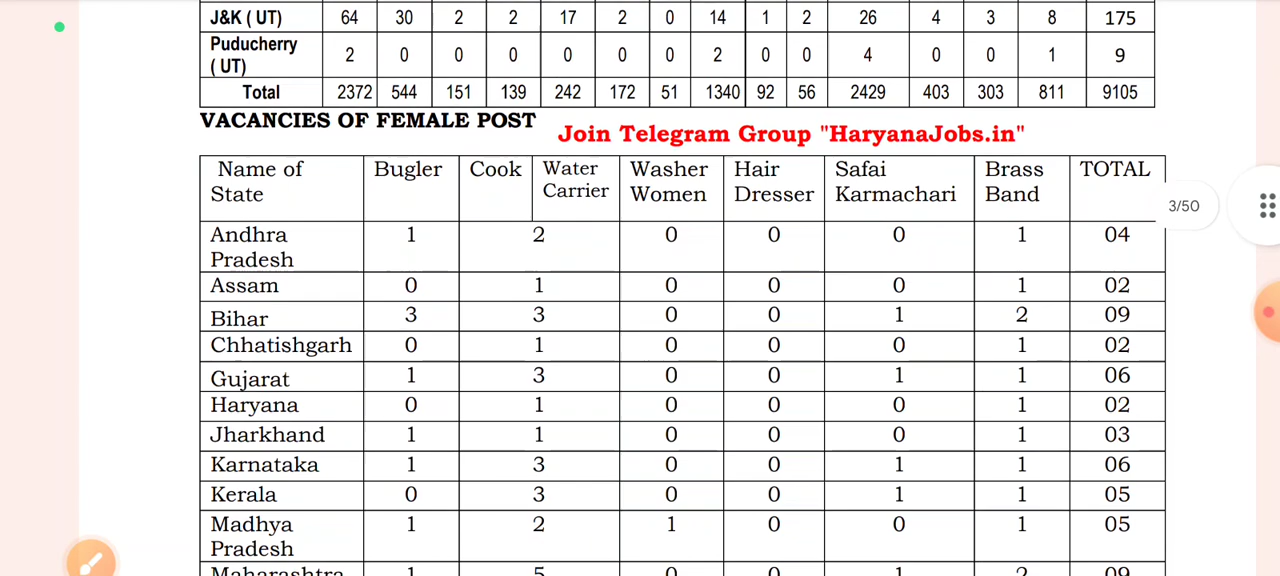 J&K ( UT) 64 30 2 2 17 2 0 14 1 2 26 4 3 8 175
Puducherry ( UT) 2 0 0 0 0 0 0 2 0 0 4 0 0 1 9
Total 2372 544 151 139 242 172 51 1340 92 56 2429 403 303 811 9105
VACANCIES OF FEMALE POST
Join Telegram Group "HaryanaJobs.in"
Name of State Bugler Cook Water Carrier Washer Women Hair Dresser Safai Karmachari Brass Band TOTAL
3/50
Andhra Pradesh 1 2 0 0 0 1 04
Assam 0 1 0 0 0 1 02
Bihar 3 3 0 0 1 2 09
Chhatishgarh 0 1 0 0 0 1 02
Gujarat 1 3 0 0 1 1 06
Haryana 0 1 0 0 0 1 02
Jharkhand 1 1 0 0 0 1 03
Karnataka 1 3 0 0 1 1 06
Kerala 0 3 0 0 1 1 05
Madhya Pradesh 1 2 1 0 0 1 05
Maharashtra 1 5 0 0 1 2 09